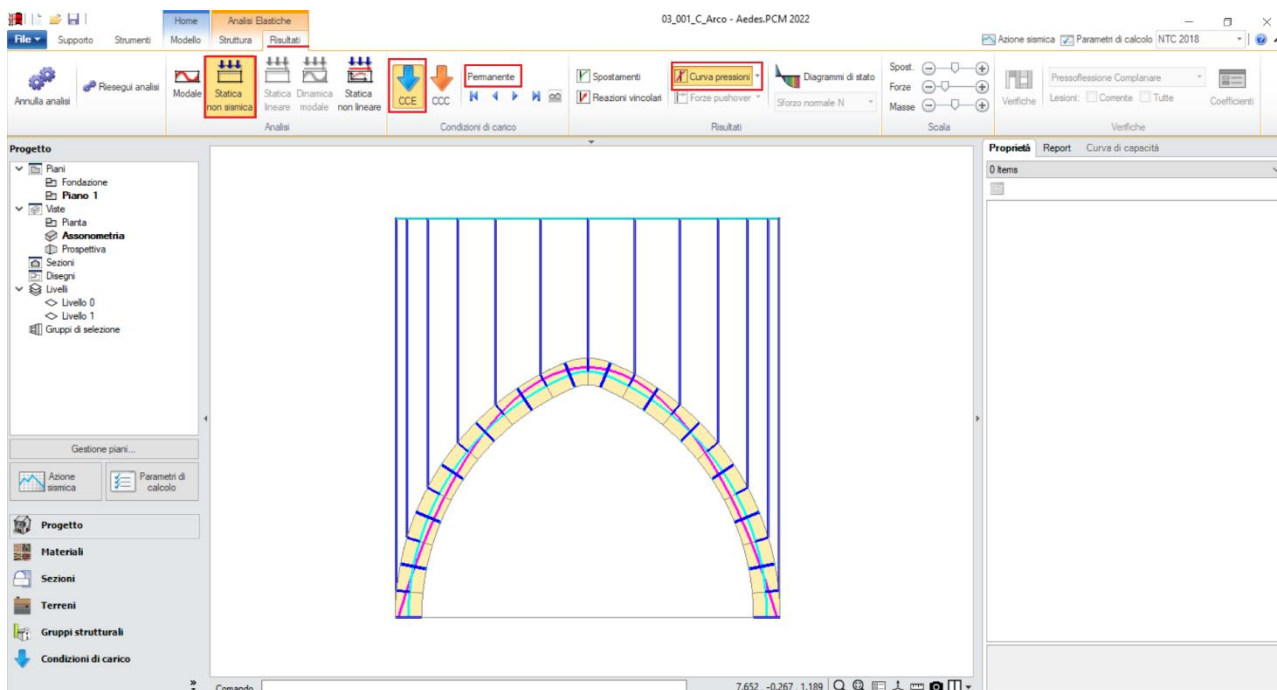 03_001_C_Arco - Aedes.PCM 2022
Home Analisi Elastiche
File Supporto Strumenti Modello Struttura Risultati
Azione sismica Parametri di calcolo NTC 2018
Annulla analisi
Riesegui analisi
Modale
Statica non sismica
Statica lineare
Dinamica modale
Statica non lineare
Analisi
CCE
CCC
Permanente
Condizioni di carico
Spostamenti
Reazioni vincolari
Curva pressioni
Forze pushover
Diagrammi di stato
Sforzo normale N
Risultati
Spost.
Forze
Masse
Scala
Verifiche
Pressoflessione Complanare
Lesioni: Corrente Tutte
Coefficienti
Verifiche
Progetto
Piani
Fondazione
Piano 1
Viste
Pianta
Assonometria
Prospettiva
Sezioni
Disegni
Livelli
Livello 0
Livello 1
Gruppi di selezione
Gestione piani...
Azione sismica
Parametri di calcolo
Progetto
Materiali
Sezioni
Terreni
Gruppi strutturali
Condizioni di carico
Comando
7.652 -0.267 1.189
Proprietà Report Curva di capacità
0 Items